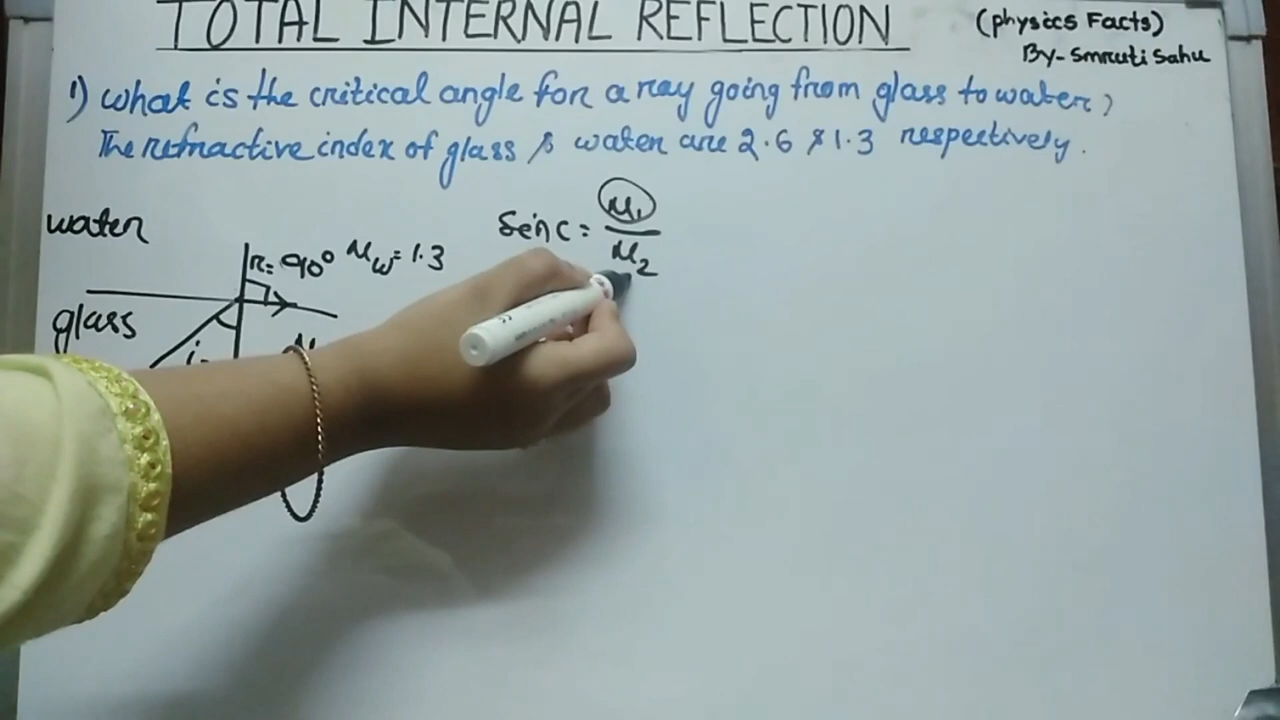 TOTAL INTERNAL REFLECTION
(physics Facts)
By- Smruti Sahu
1) what is the critical angle for a ray going from glass to water?
The refractive index of glass & water are 2.6 & 1.3 respectively.
water
r= 90° μw= 1.3
glass
i=
Sin c = μ1/μ2